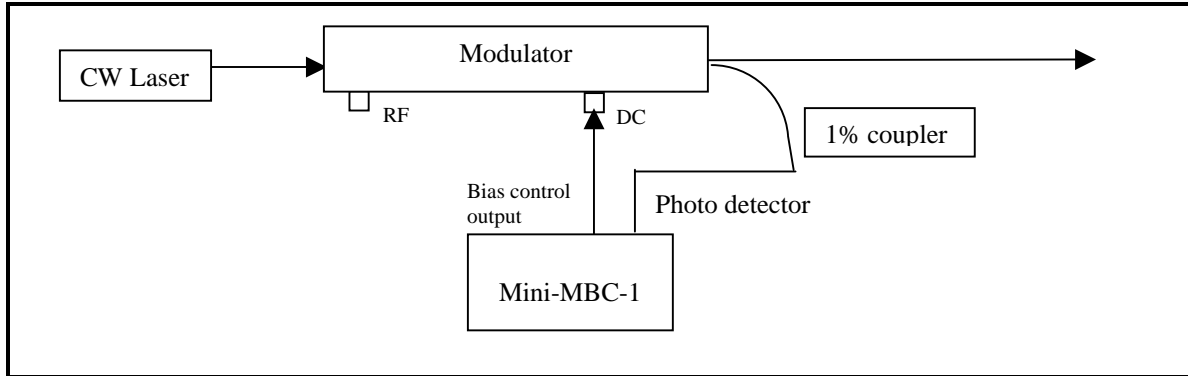 Modulator
CW Laser
RF
DC
1% coupler
Bias control
output
Photo detector
Mini-MBC-1